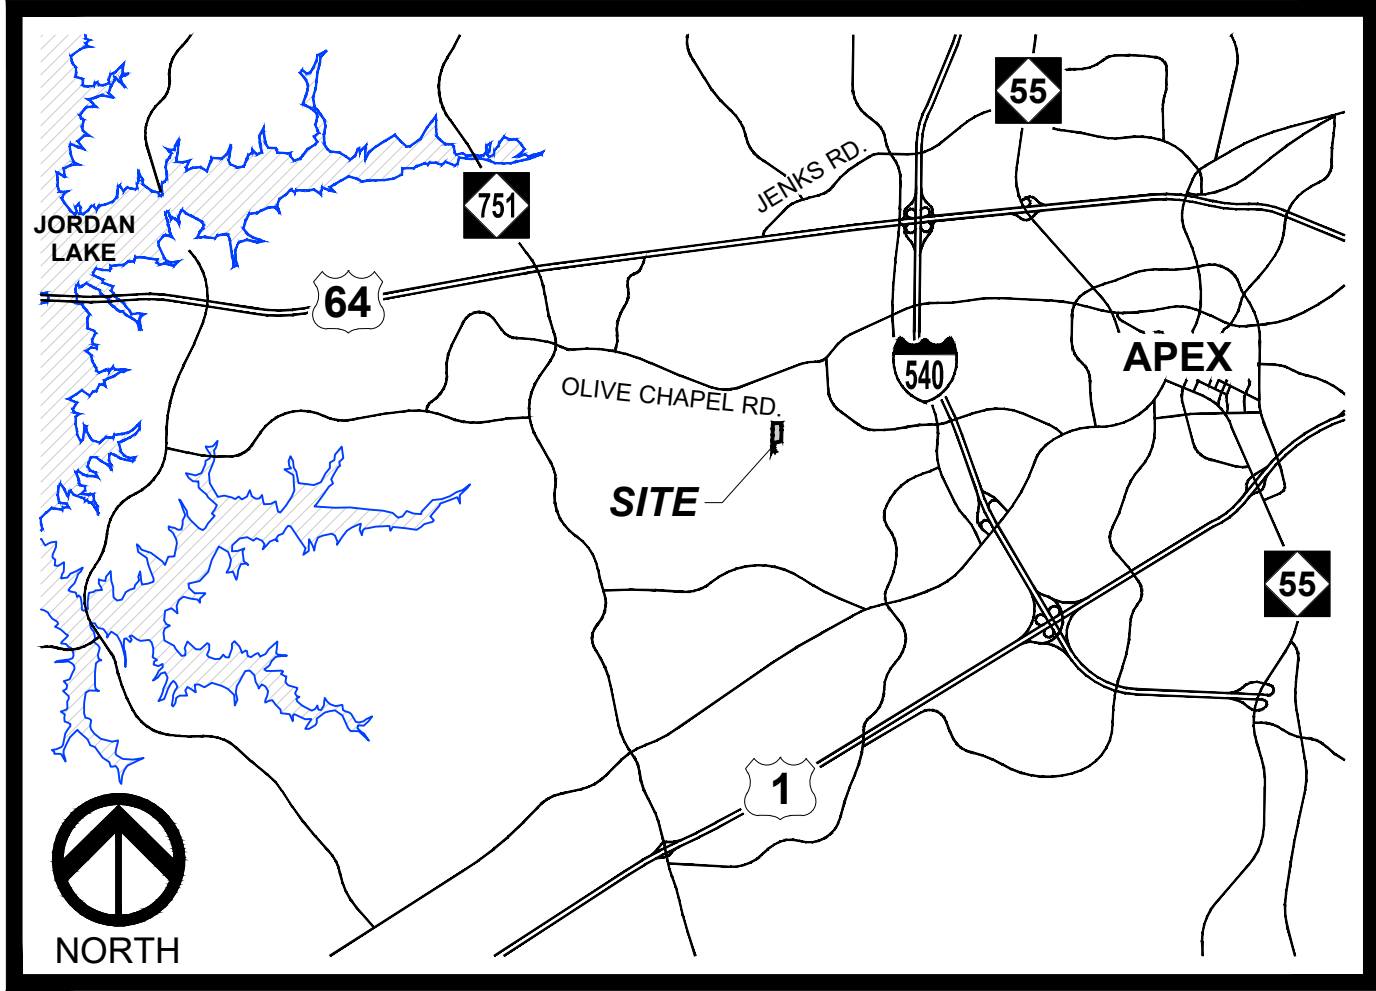 55
JENKS RD.
751
JORDAN
LAKE
64
APEX
540
OLIVE CHAPEL RD.
SITE
55
1
NORTH